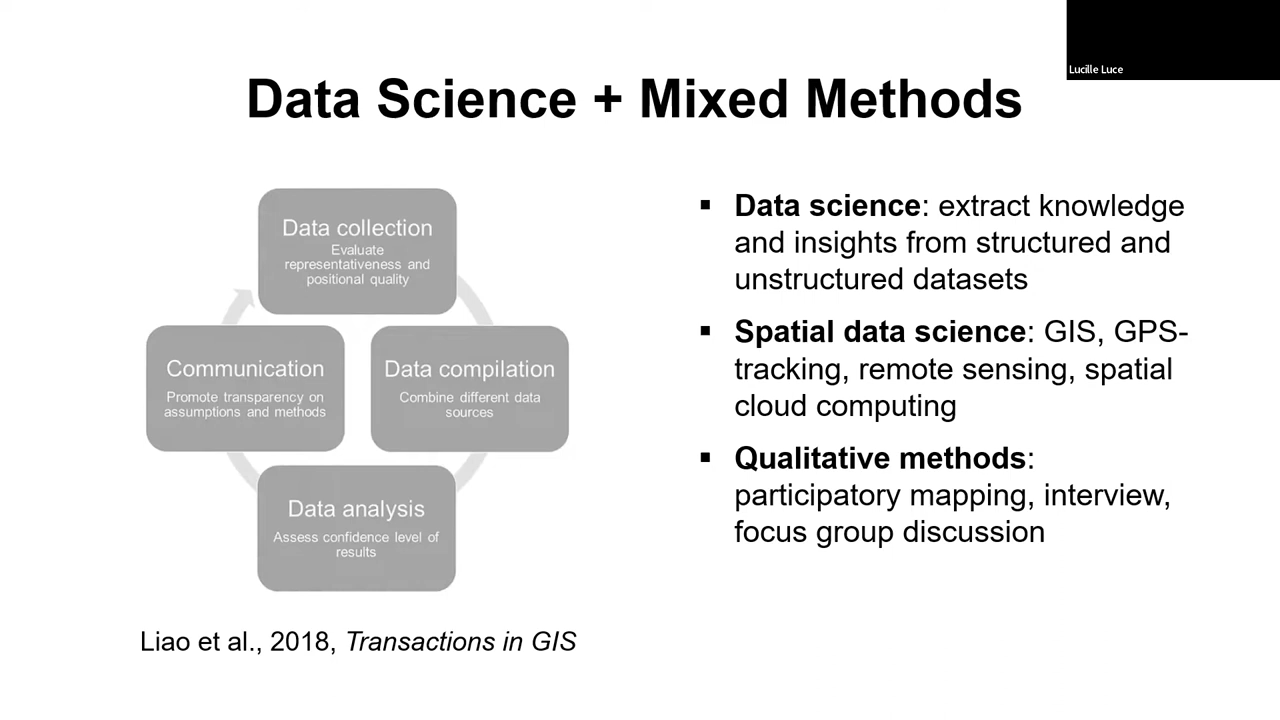 Lucille Luce
Data Science + Mixed Methods
Data collection
Evaluate
representativeness and
positional quality
Communication
Promote transparency on
assumptions and methods
Data compilation
Combine different data
sources
Data analysis
Assess confidence level of
results
Liao et al., 2018, Transactions in GIS
▪ Data science: extract knowledge
and insights from structured and
unstructured datasets
▪ Spatial data science: GIS, GPS-
tracking, remote sensing, spatial
cloud computing
▪ Qualitative methods:
participatory mapping, interview,
focus group discussion